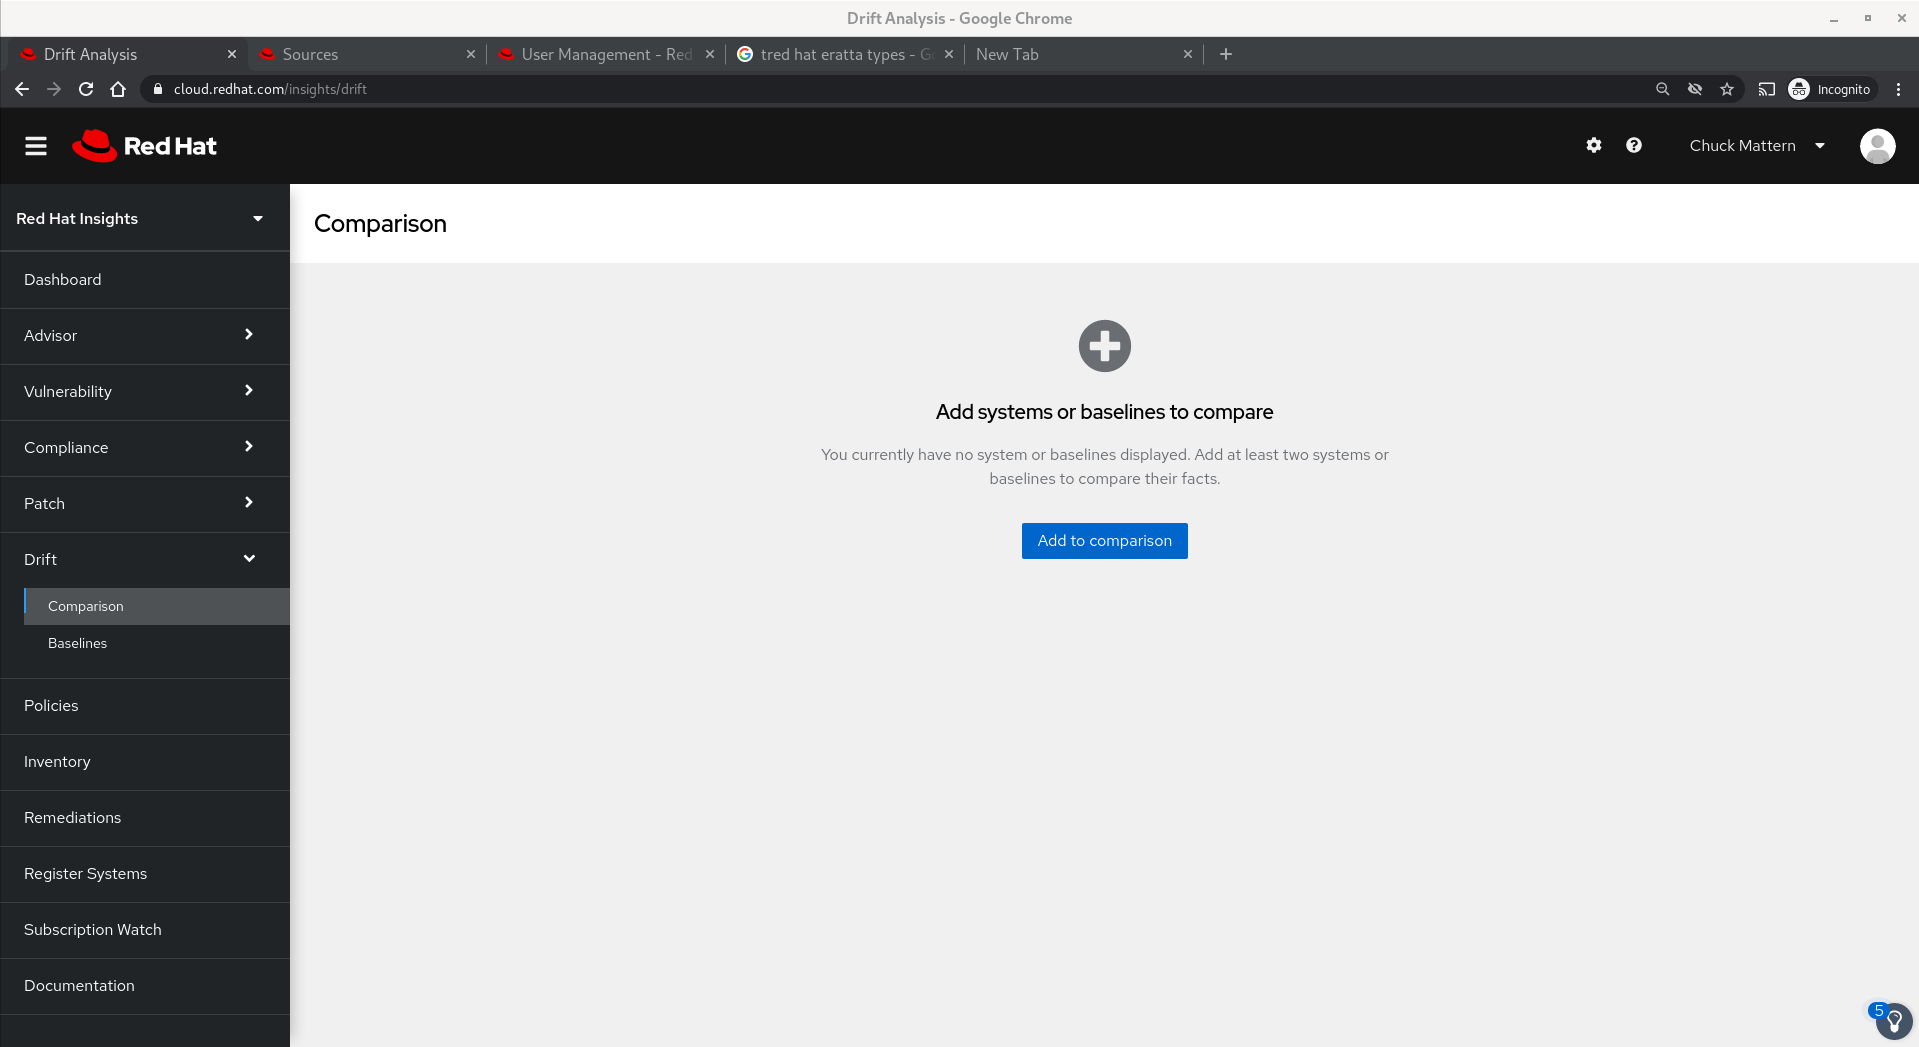 Drift Analysis - Google Chrome
Drift Analysis
Sources
User Management - Red
tred hat eratta types - G
New Tab
cloud.redhat.com/insights/drift
Incognito
Red Hat
Chuck Mattern
Red Hat Insights
Dashboard
Advisor
Vulnerability
Compliance
Patch
Drift
Comparison
Baselines
Policies
Inventory
Remediations
Register Systems
Subscription Watch
Documentation
Comparison
Add systems or baselines to compare
You currently have no system or baselines displayed. Add at least two systems or
baselines to compare their facts.
Add to comparison
5